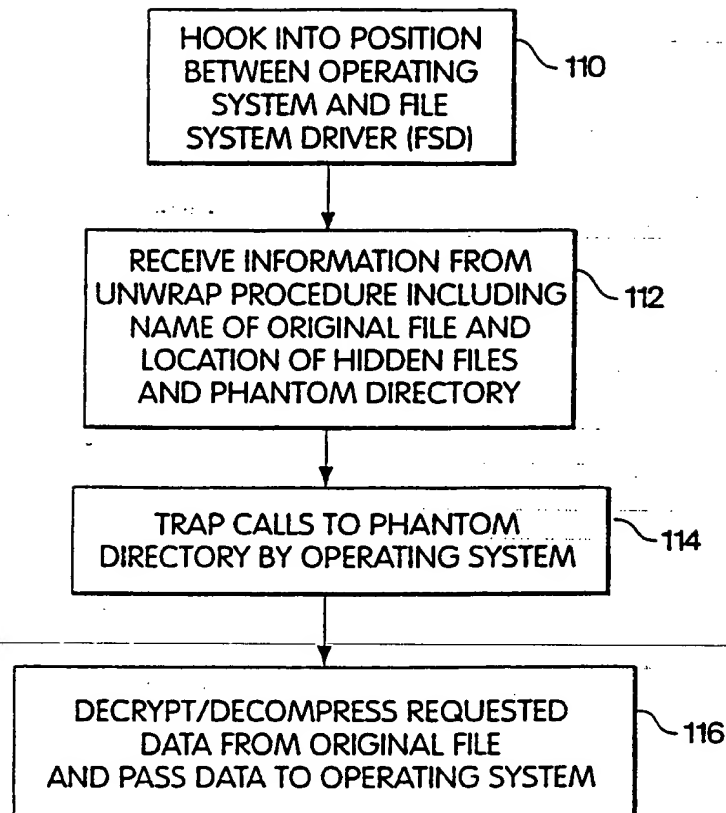 HOOK INTO POSITION
BETWEEN OPERATING
SYSTEM AND FILE
SYSTEM DRIVER (FSD)
110
RECEIVE INFORMATION FROM
UNWRAP PROCEDURE INCLUDING
NAME OF ORIGINAL FILE AND
LOCATION OF HIDDEN FILES
AND PHANTOM DIRECTORY
112
TRAP CALLS TO PHANTOM
DIRECTORY BY OPERATING SYSTEM
114
DECRYPT/DECOMPRESS REQUESTED
DATA FROM ORIGINAL FILE
AND PASS DATA TO OPERATING SYSTEM
116